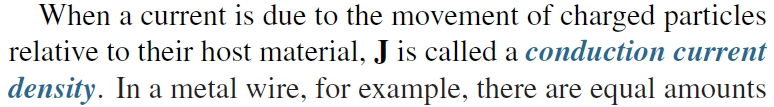 When a current is due to the movement of charged particles
relative to their host material, J is called a conduction current
density. In a metal wire, for example, there are equal amounts